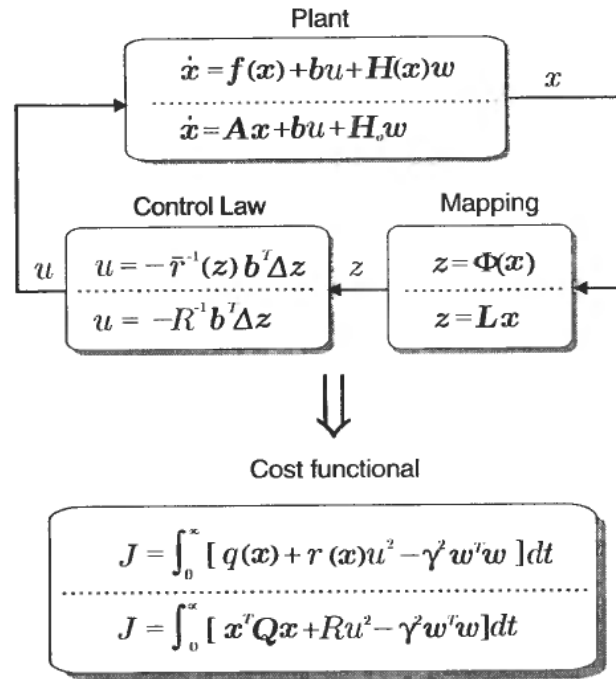 Plant
ẋ = f(x) + bu + H(x)w
x
ẋ = Ax + bu + H₀w
Control Law
Mapping
u
u = − r̄⁻¹(z) bᵀΔz
z
z = Φ(x)
u = −R⁻¹bᵀΔz
z = Lx
Cost functional
J = ∫₀^∞ [ q(x) + r(x)u² − γ²wᵀw ]dt
J = ∫₀^∞ [ xᵀQx + Ru² − γ²wᵀw]dt